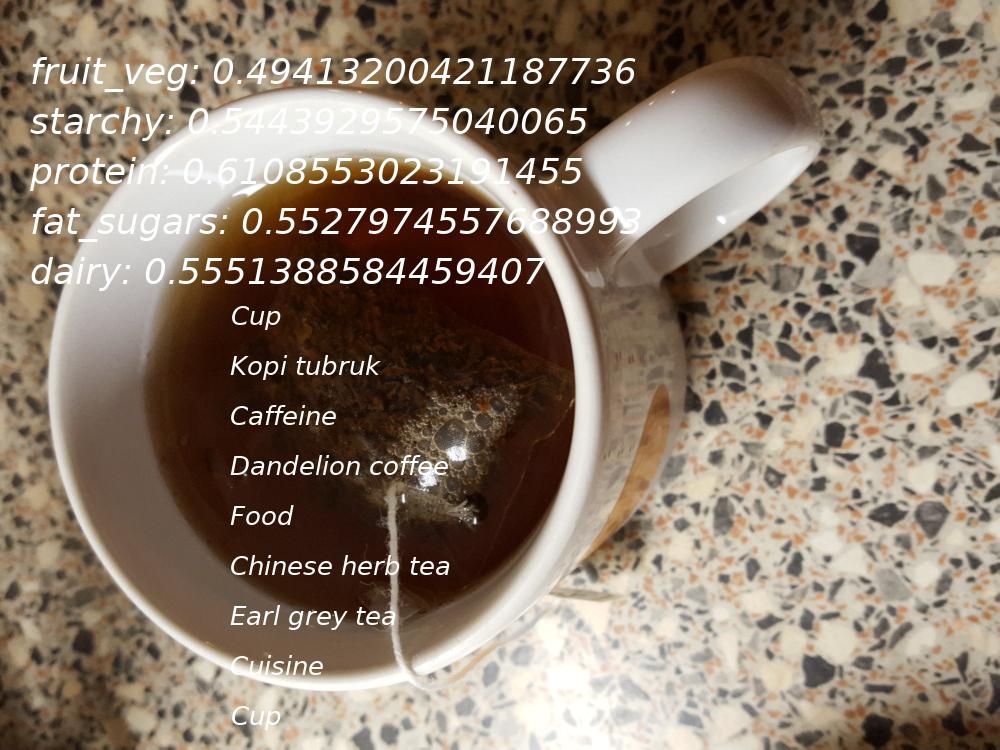 fruit_veg: 0.49413200421187736
starchy: 0.5443929575040065
protein: 0.6108553023191455
fat_sugars: 0.5527974557688993
dairy: 0.5551388584459407
Cup
Kopi tubruk
Caffeine
Dandelion coffee
Food
Chinese herb tea
Earl grey tea
Cuisine
Cup